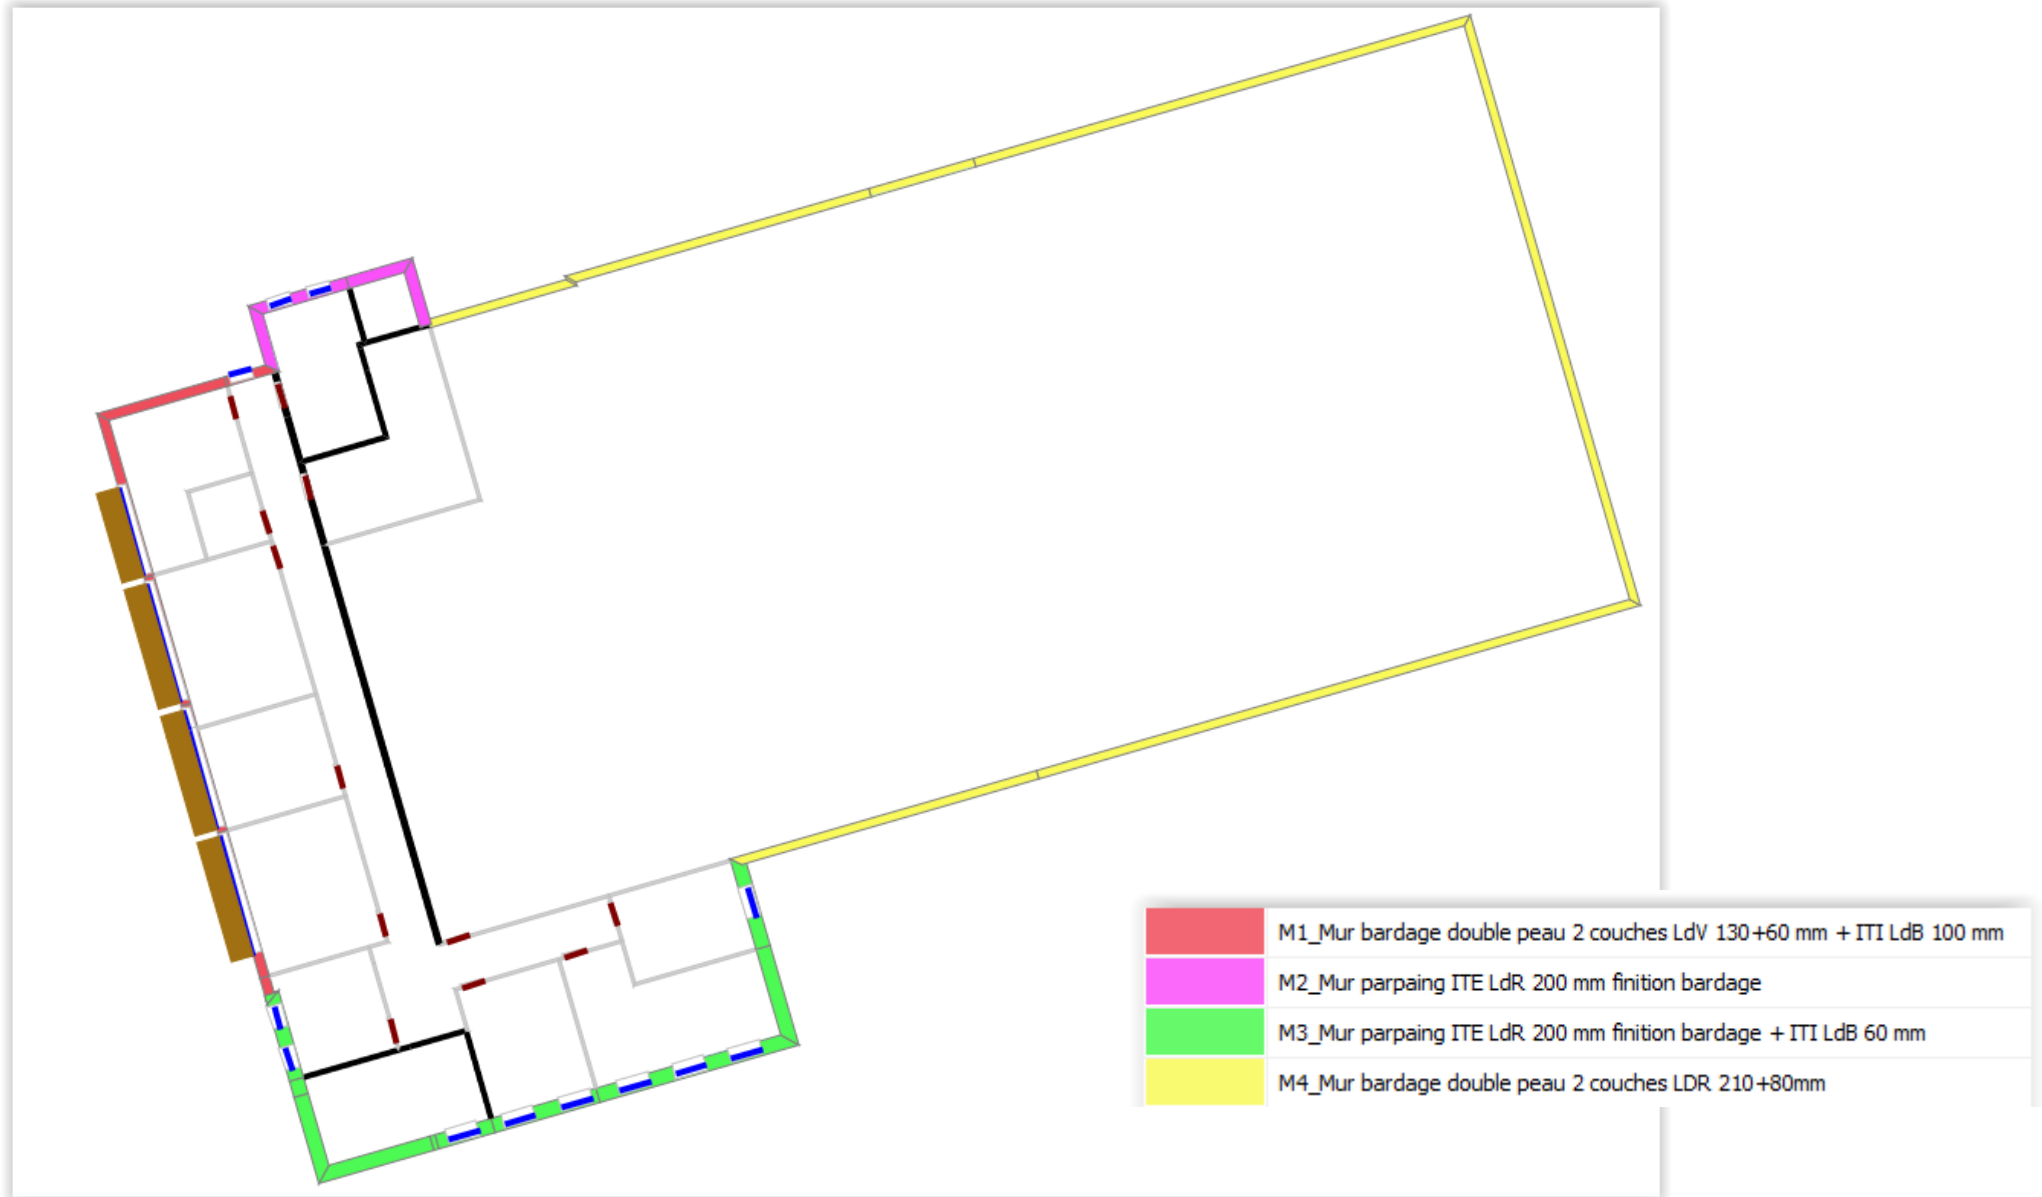 M1_Mur bardage double peau 2 couches LdV 130+60 mm + ITI LdB 100 mm
M2_Mur parpaing ITE LdR 200 mm finition bardage
M3_Mur parpaing ITE LdR 200 mm finition bardage + ITI LdB 60 mm
M4_Mur bardage double peau 2 couches LDR 210+80mm